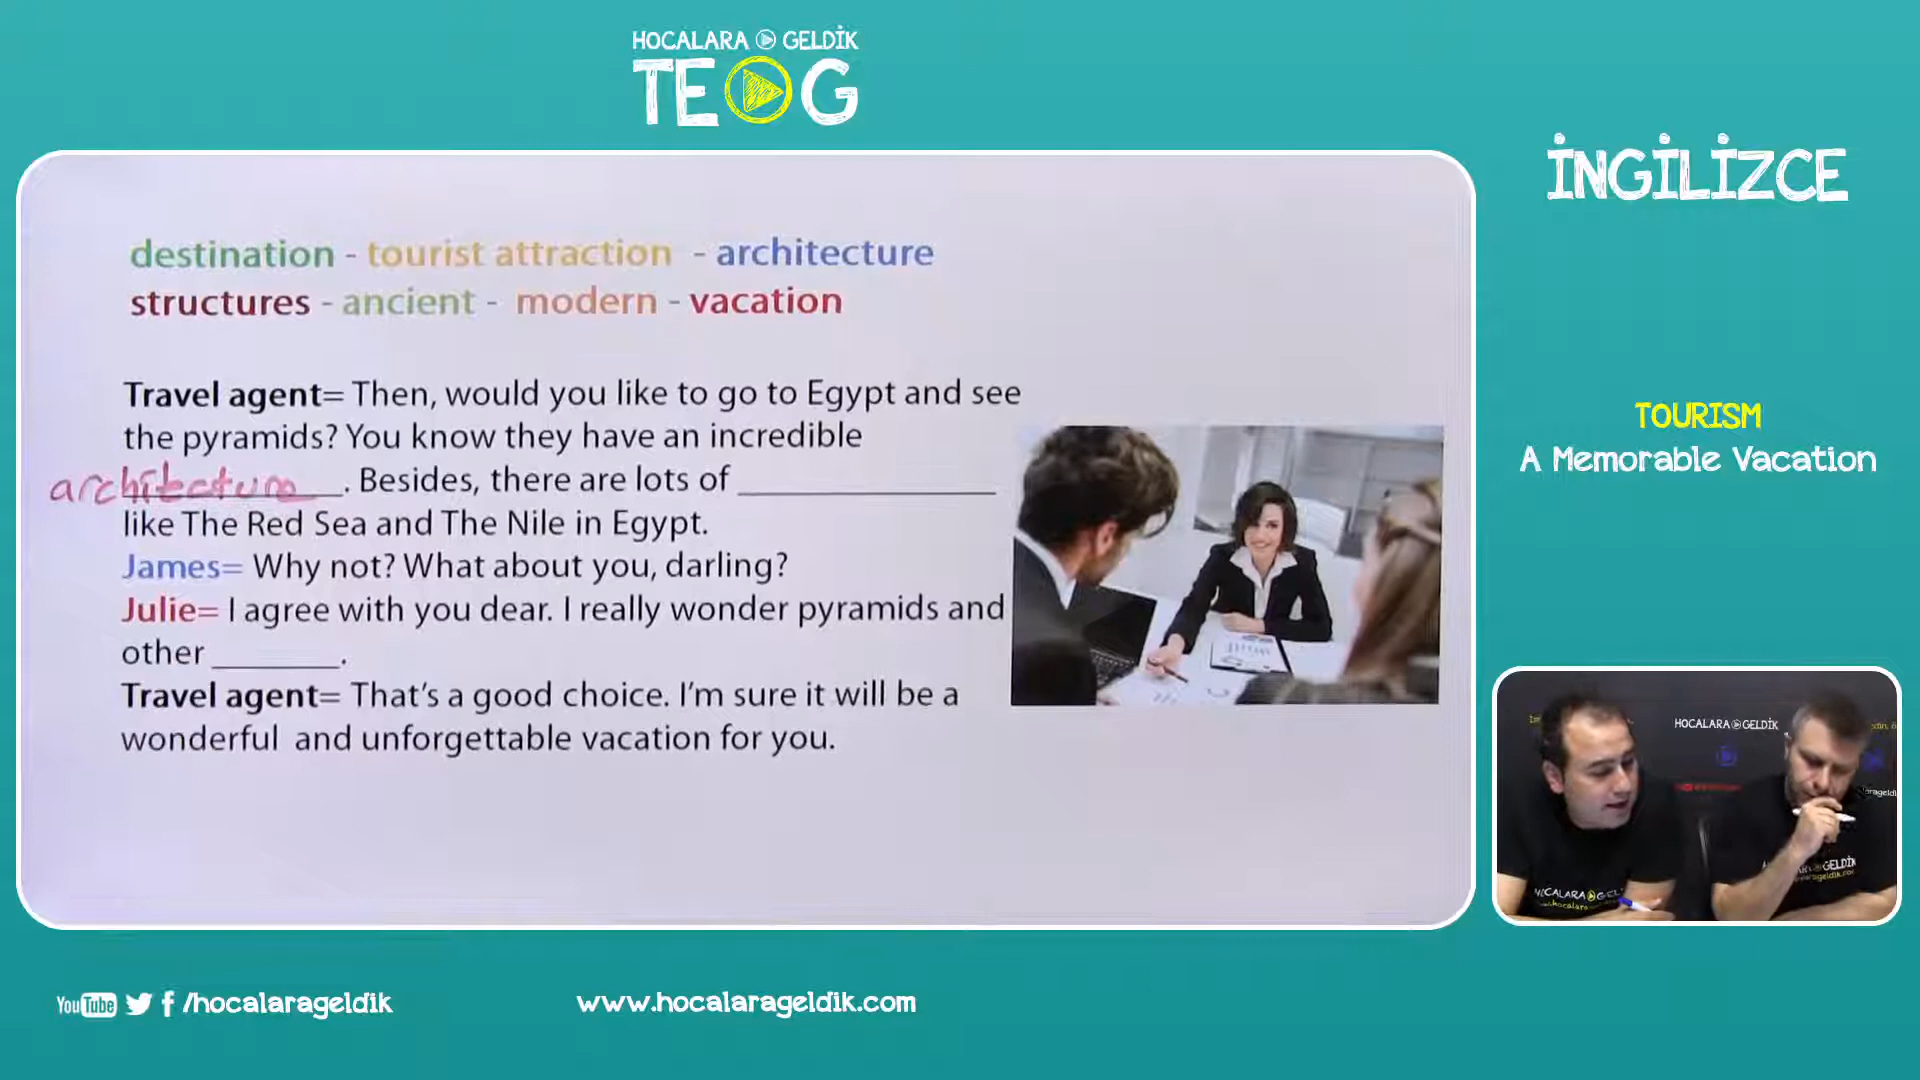 HOCALARA GELDİK
TEOG
İNGİLİZCE
destination - tourist attraction - architecture
structures - ancient - modern - vacation
Travel agent= Then, would you like to go to Egypt and see
the pyramids? You know they have an incredible
architecture. Besides, there are lots of ____________
like The Red Sea and The Nile in Egypt.
James= Why not? What about you, darling?
Julie= I agree with you dear. I really wonder pyramids and
other _______.
Travel agent= That's a good choice. I'm sure it will be a
wonderful and unforgettable vacation for you.
TOURISM
A Memorable Vacation
HOCALARA GELDİK
YouTube /hocalarageldik
www.hocalarageldik.com